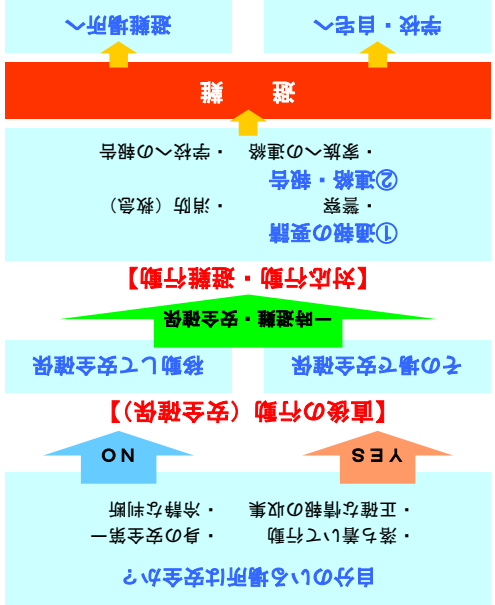 自分のいる場所は安全か？
・落ち着いて行動　・身の安全第一
・正確な情報の収集　・冷静な判断
YES
NO
【直後の行動（安全確保）】
その場で安全確保
移動して安全確保
一時避難・安全確保
【対応行動・避難行動】
①通報の要請
・警察　・消防（救急）
②連絡・報告
・家族への連絡　・学校への報告
避　難
学校・自宅へ
避難場所へ